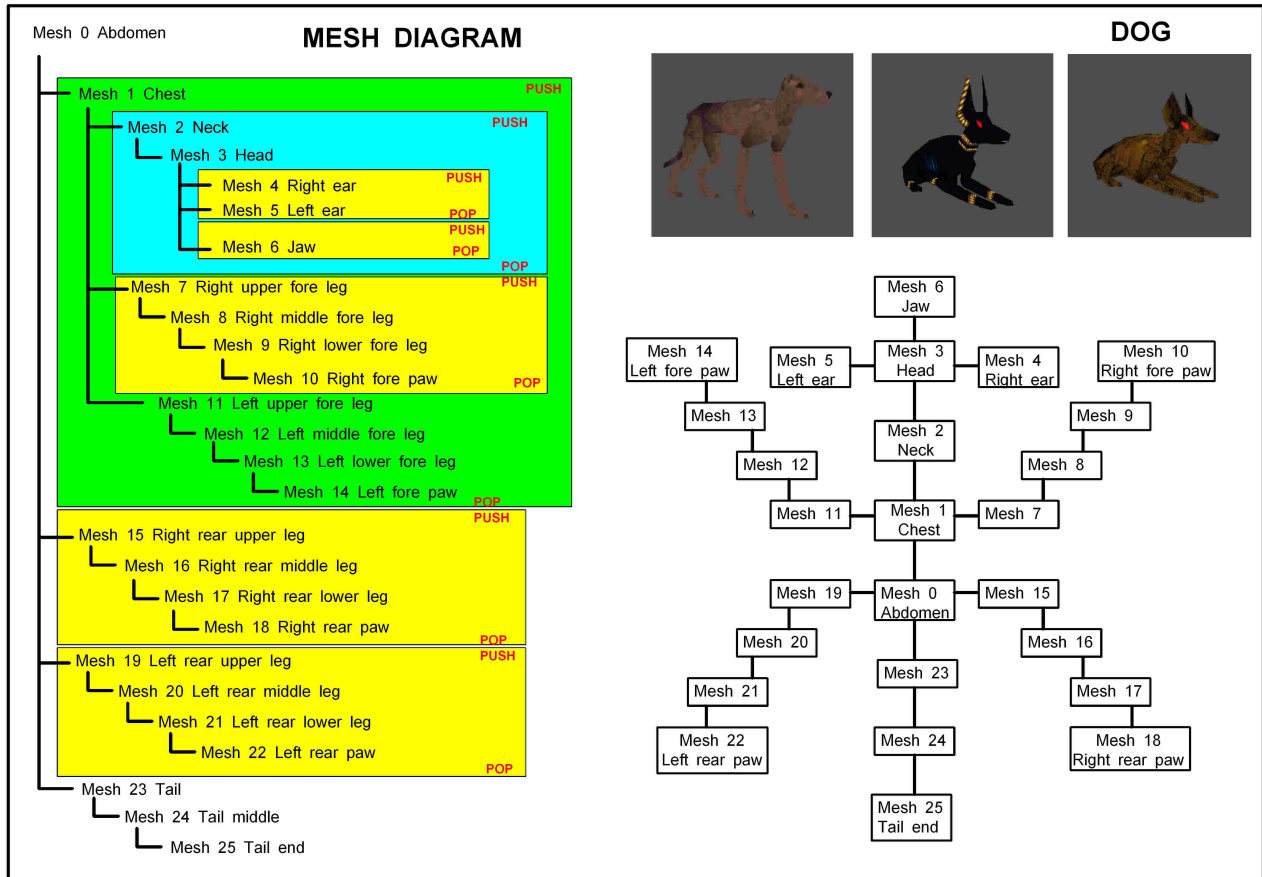 MESH DIAGRAM
DOG
Mesh 0 Abdomen
PUSH
Mesh 1 Chest
PUSH
Mesh 2 Neck
Mesh 3 Head
PUSH
Mesh 4 Right ear
Mesh 5 Left ear
POP
PUSH
Mesh 6 Jaw
POP
POP
PUSH
Mesh 7 Right upper fore leg
Mesh 8 Right middle fore leg
Mesh 9 Right lower fore leg
Mesh 10 Right fore paw
POP
Mesh 11 Left upper fore leg
Mesh 12 Left middle fore leg
Mesh 13 Left lower fore leg
Mesh 14 Left fore paw
POP
PUSH
Mesh 15 Right rear upper leg
Mesh 16 Right rear middle leg
Mesh 17 Right rear lower leg
Mesh 18 Right rear paw
POP
PUSH
Mesh 19 Left rear upper leg
Mesh 20 Left rear middle leg
Mesh 21 Left rear lower leg
Mesh 22 Left rear paw
POP
Mesh 23 Tail
Mesh 24 Tail middle
Mesh 25 Tail end
Mesh 6
Jaw
Mesh 14
Left fore paw
Mesh 5
Left ear
Mesh 3
Head
Mesh 4
Right ear
Mesh 10
Right fore paw
Mesh 13
Mesh 9
Mesh 2
Neck
Mesh 12
Mesh 8
Mesh 11
Mesh 1
Chest
Mesh 7
Mesh 19
Mesh 0
Abdomen
Mesh 15
Mesh 20
Mesh 16
Mesh 23
Mesh 21
Mesh 17
Mesh 22
Left rear paw
Mesh 24
Mesh 18
Right rear paw
Mesh 25
Tail end